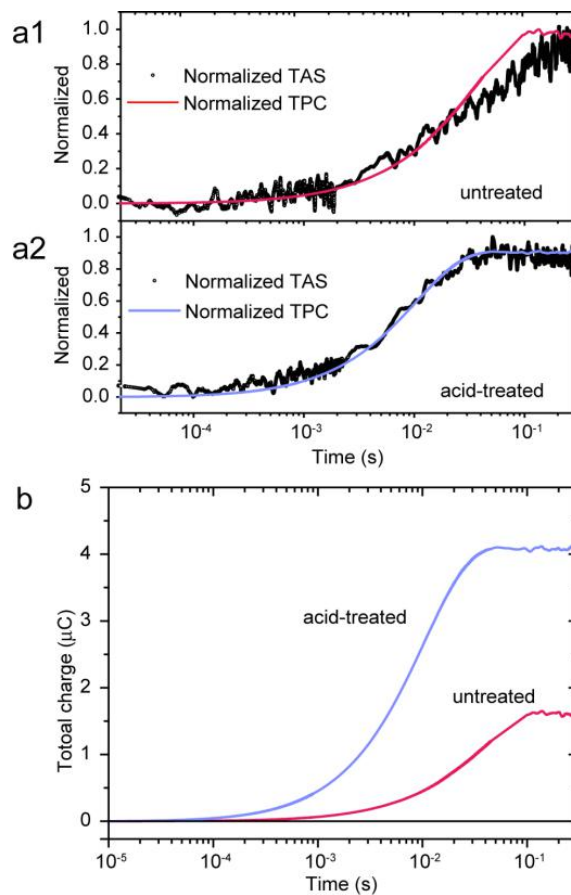 a1
1.0
0.8
0.6
0.4
0.2
0.0
Normalized
Normalized TAS
Normalized TPC
untreated
a2
1.0
0.8
0.6
0.4
0.2
0.0
Normalized
Normalized TAS
Normalized TPC
acid-treated
10-4
10-3
10-2
10-1
Time (s)
b
5
4
3
2
1
0
Totoal charge (μC)
acid-treated
untreated
10-5
10-4
10-3
10-2
10-1
Time (s)